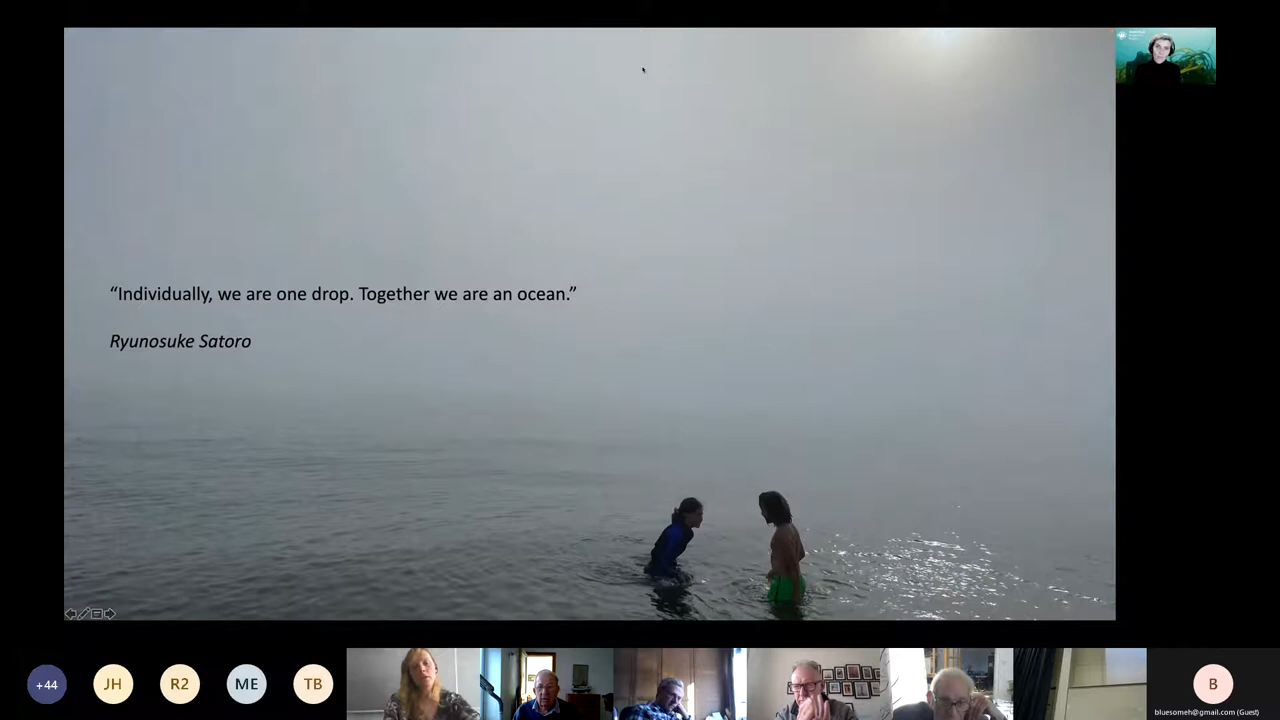 “Individually, we are one drop. Together we are an ocean.”
Ryunosuke Satoro
+44
JH
R2
ME
TB
B
bluesomeh@gmail.com (Guest)